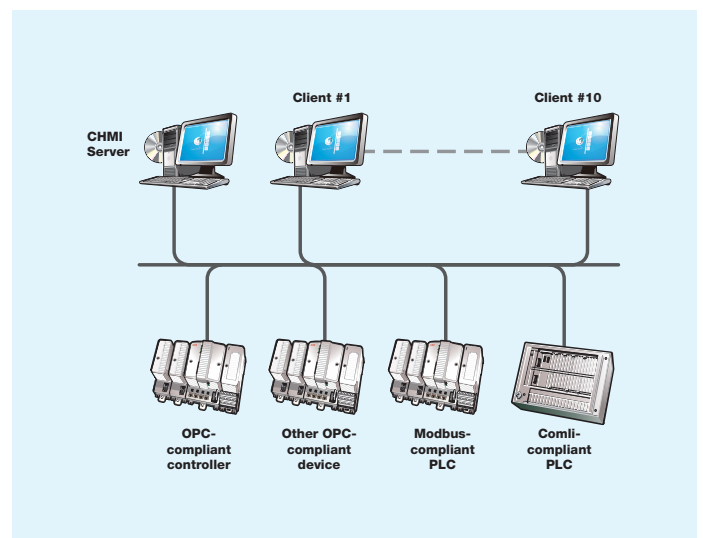 Client #1
Client #10
CHMI
Server
OPC-
compliant
controller
Other OPC-
compliant
device
Modbus-
compliant
PLC
Comli-
compliant
PLC